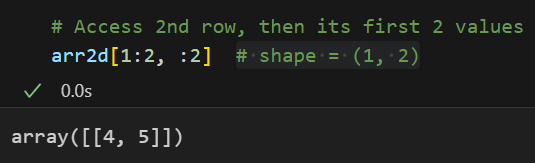 # Access 2nd row, then its first 2 values
arr2d[1:2, :2]  # shape = (1, 2)
✓ 0.0s
array([[4, 5]])